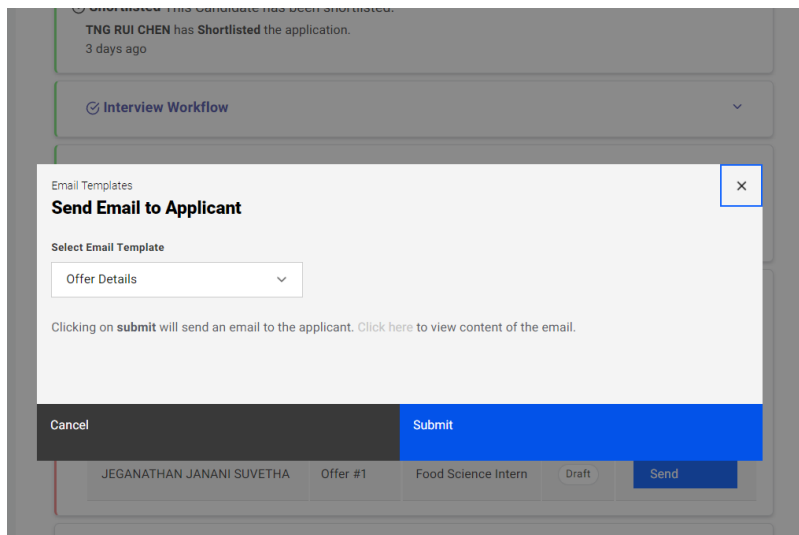 Shortlisted This Candidate has been shortlisted.
TNG RUI CHEN has Shortlisted the application.
3 days ago
Interview Workflow
Email Templates
Send Email to Applicant
Select Email Template
Offer Details
Clicking on submit will send an email to the applicant. Click here to view content of the email.
Cancel
Submit
JEGANATHAN JANANI SUVETHA Offer #1 Food Science Intern Draft Send